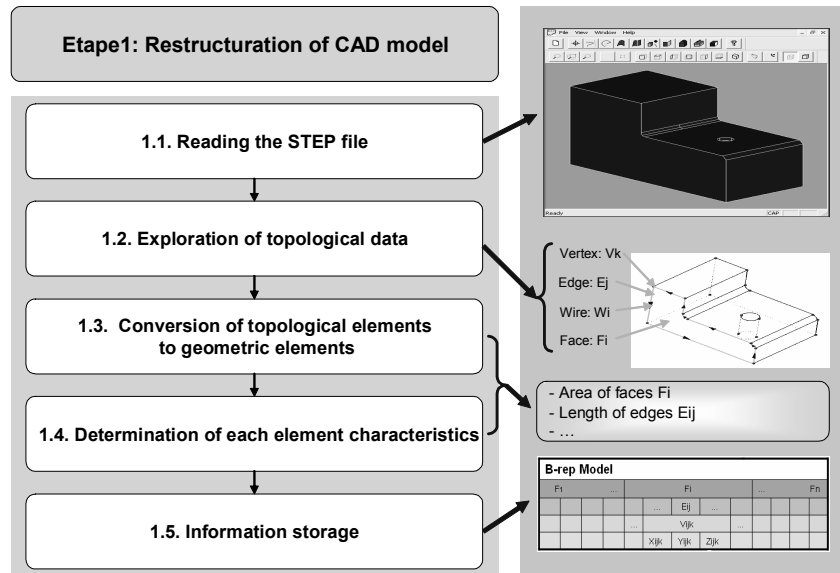 Etape1: Restructuration of CAD model
1.1. Reading the STEP file
1.2. Exploration of topological data
1.3. Conversion of topological elements
to geometric elements
1.4. Determination of each element characteristics
1.5. Information storage
File View Window Help
Ready
CAP
Vertex: Vk
Edge: Ej
Wire: Wi
Face: Fi
- Area of faces Fi
- Length of edges Eij
- ...
B-rep Model
F1 ... Fi ... Fn
... Eij ...
... Vijk ...
Xijk Yijk Zijk